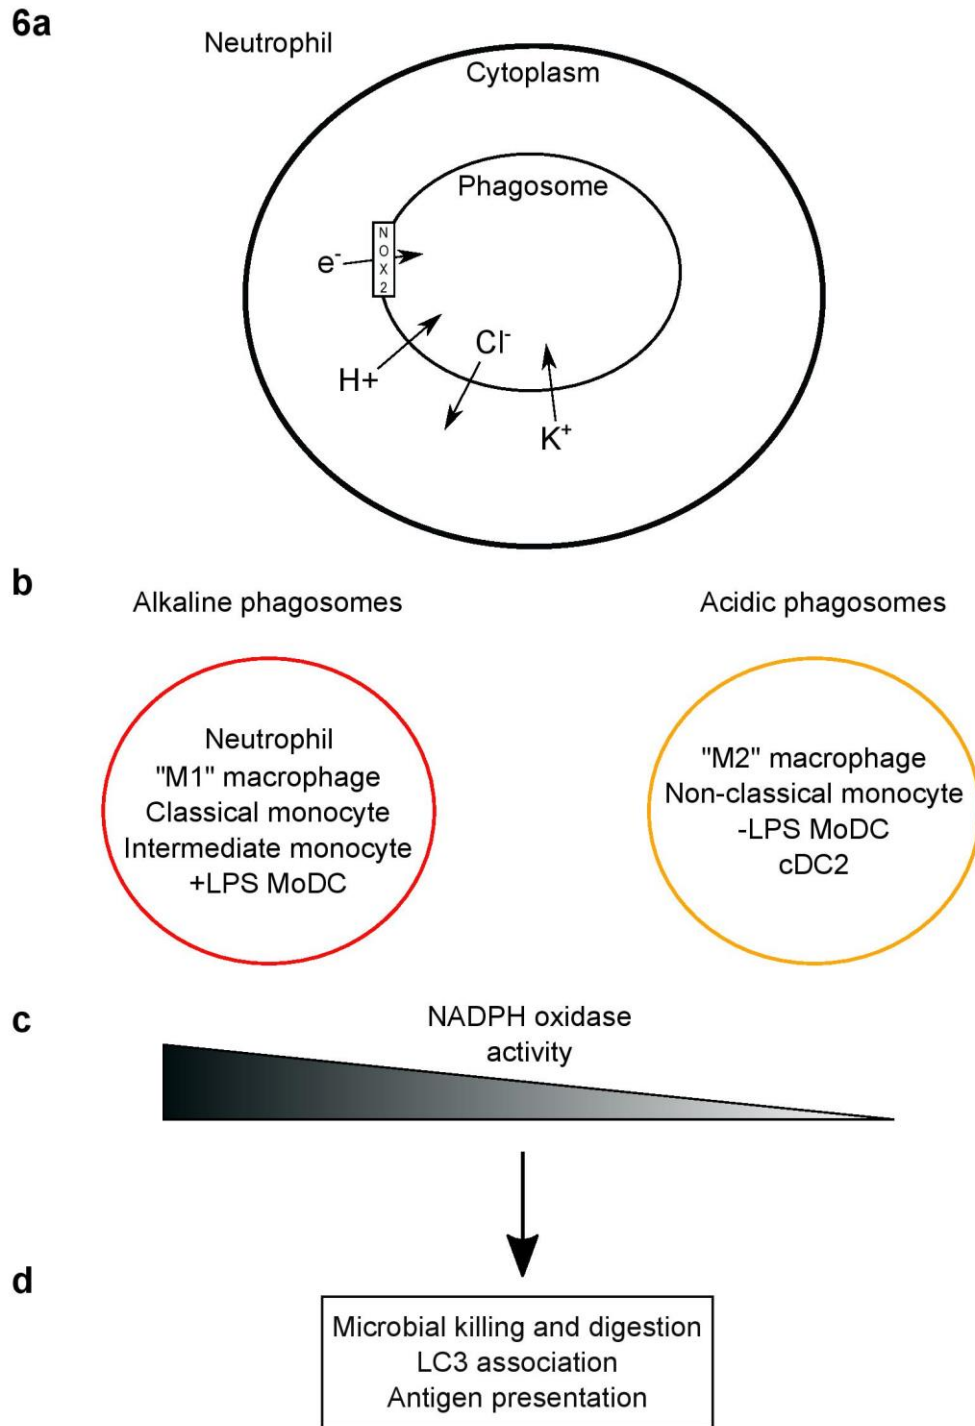 6a
Neutrophil
Cytoplasm
Phagosome
NOX2
e-
H+
Cl-
K+
b
Alkaline phagosomes
Acidic phagosomes
Neutrophil
"M1" macrophage
Classical monocyte
Intermediate monocyte
+LPS MoDC
"M2" macrophage
Non-classical monocyte
-LPS MoDC
cDC2
c
NADPH oxidase
activity
d
Microbial killing and digestion
LC3 association
Antigen presentation